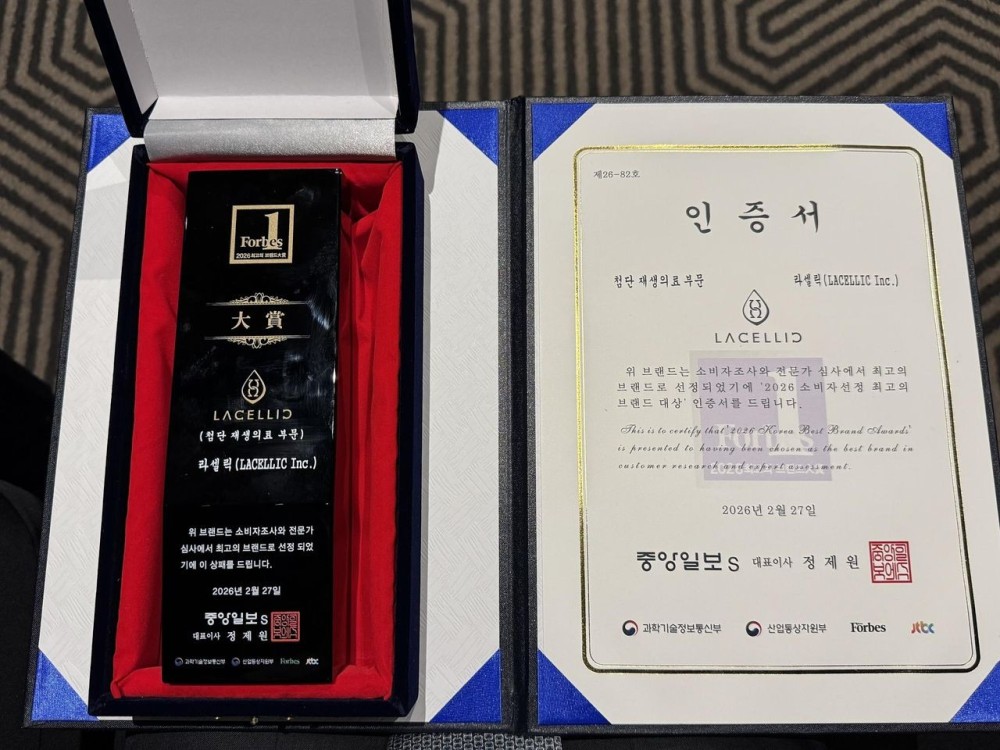 Forbes 1
2026 최고의 브랜드大賞
大賞
LACELLIC
(첨단 재생의료 부문)
라셀릭(LACELLIC Inc.)
위 브랜드는 소비자조사와 전문가
심사에서 최고의 브랜드로 선정 되었
기에 이 상패를 드립니다.
2026년 2월 27일
중앙일보S
대표이사 정제원
과학기술정보통신부 산업통상자원부 Forbes jtbc
제26-82호
인증서
첨단 재생의료 부문 라셀릭(LACELLIC Inc.)
LACELLIC
위 브랜드는 소비자조사와 전문가 심사에서 최고의
브랜드로 선정되었기에 '2026 소비자선정 최고의
브랜드 대상' 인증서를 드립니다.
This is to certify that '2026 Korea Best Brand Awards'
is presented to having been chosen as the best brand in
customer research and expert assessment.
2026년 2월 27일
중앙일보S 대표이사 정제원
과학기술정보통신부 산업통상자원부 Forbes jtbc